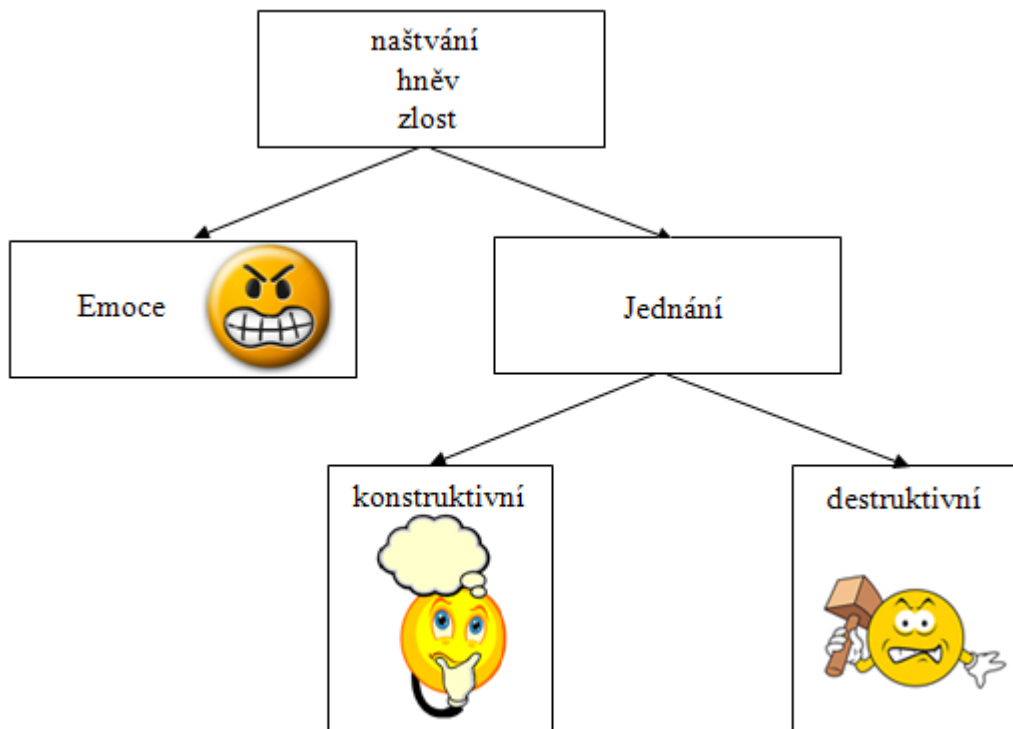 naštvání
hněv
zlost
Emoce
Jednání
konstruktivní
destruktivní